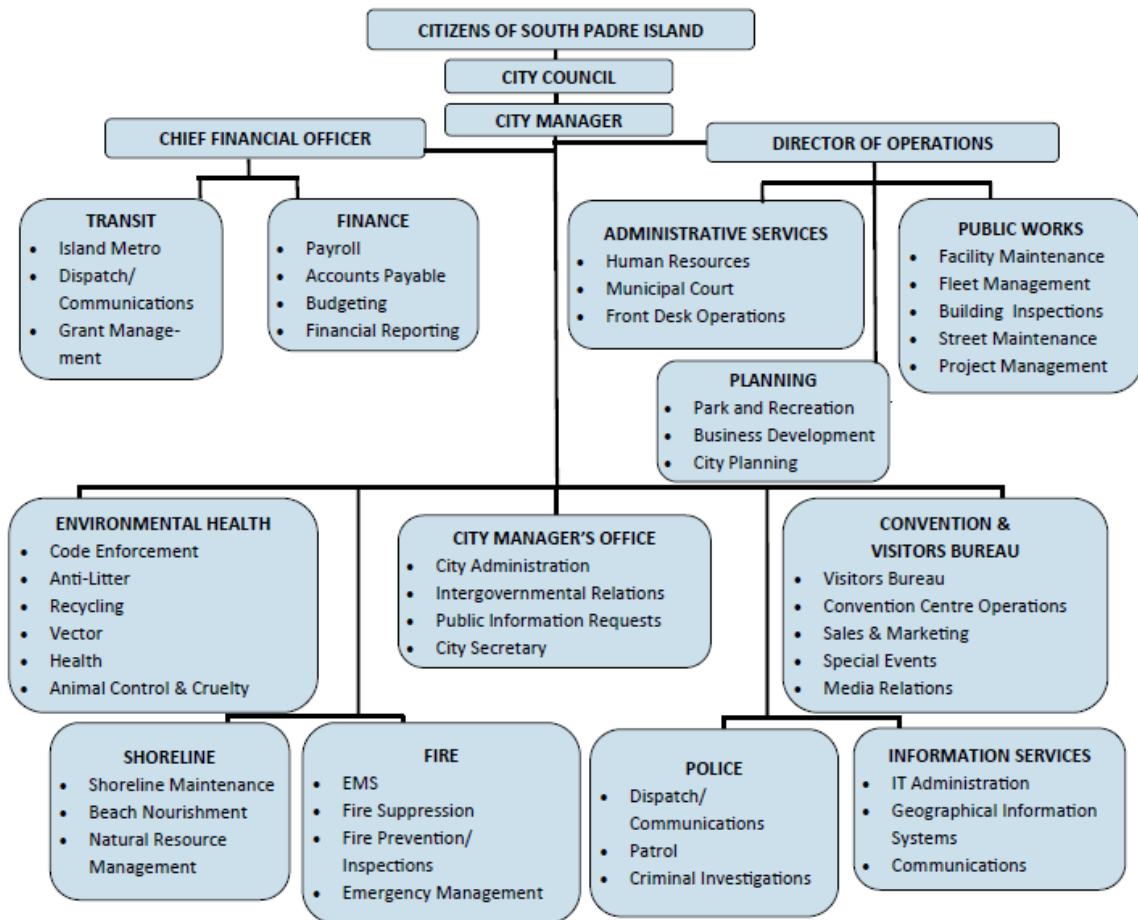 CITIZENS OF SOUTH PADRE ISLAND
CITY COUNCIL
CITY MANAGER
CHIEF FINANCIAL OFFICER
DIRECTOR OF OPERATIONS
TRANSIT
• Island Metro
• Dispatch/
Communications
• Grant Manage-
ment
FINANCE
• Payroll
• Accounts Payable
• Budgeting
• Financial Reporting
ADMINISTRATIVE SERVICES
• Human Resources
• Municipal Court
• Front Desk Operations
PUBLIC WORKS
• Facility Maintenance
• Fleet Management
• Building Inspections
• Street Maintenance
• Project Management
PLANNING
• Park and Recreation
• Business Development
• City Planning
ENVIRONMENTAL HEALTH
• Code Enforcement
• Anti-Litter
• Recycling
• Vector
• Health
• Animal Control & Cruelty
CITY MANAGER'S OFFICE
• City Administration
• Intergovernmental Relations
• Public Information Requests
• City Secretary
CONVENTION &
VISITORS BUREAU
• Visitors Bureau
• Convention Centre Operations
• Sales & Marketing
• Special Events
• Media Relations
SHORELINE
• Shoreline Maintenance
• Beach Nourishment
• Natural Resource
Management
FIRE
• EMS
• Fire Suppression
• Fire Prevention/
Inspections
• Emergency Management
POLICE
• Dispatch/
Communications
• Patrol
• Criminal Investigations
INFORMATION SERVICES
• IT Administration
• Geographical Information
Systems
• Communications